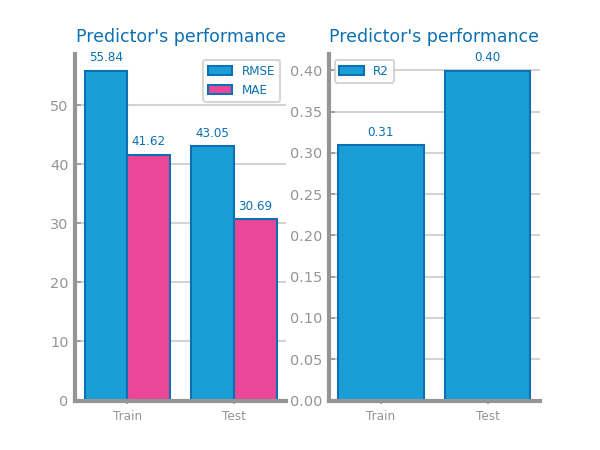 Predictor's performance
55.84
RMSE
MAE
41.62
43.05
30.69
50
40
30
20
10
0
Train
Test
Predictor's performance
R2
0.40
0.31
0.40
0.35
0.30
0.25
0.20
0.15
0.10
0.05
0.00
Train
Test